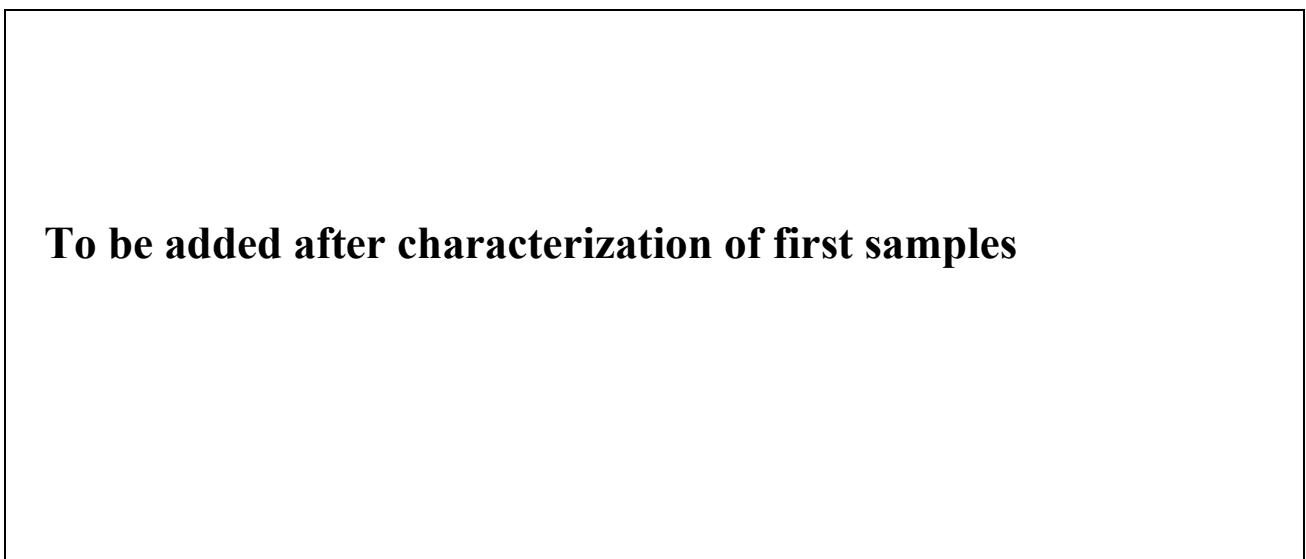 To be added after characterization of first samples